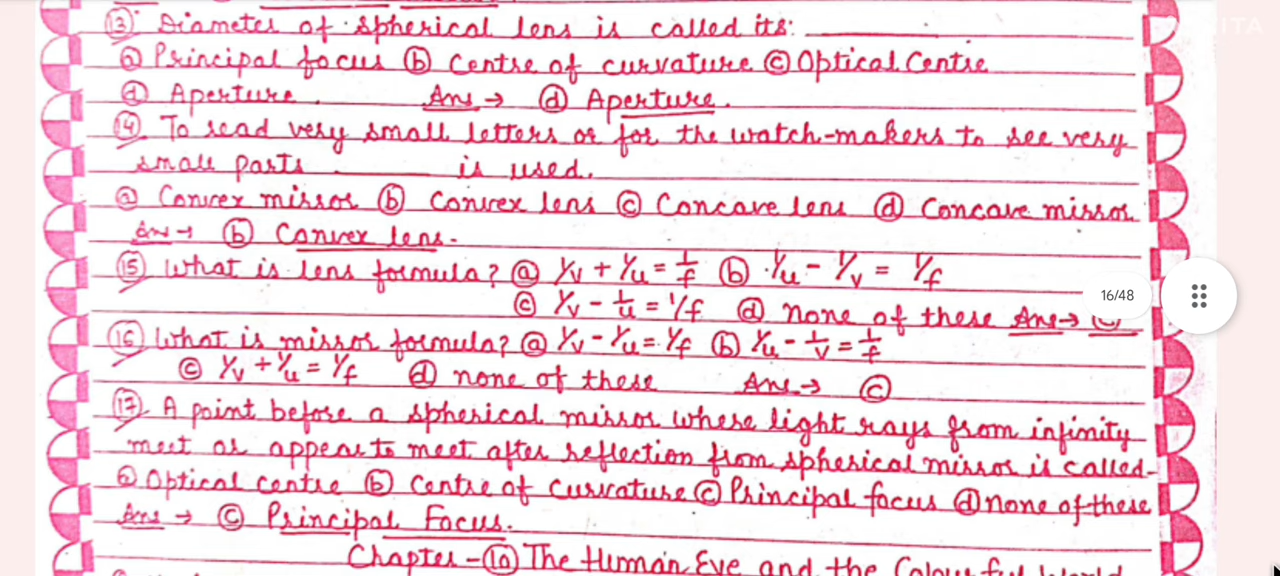 (13) Diameter of spherical lens is called its: ________
(a) Principal focus (b) Centre of curvature (c) Optical Centre
(d) Aperture. Ans → (d) Aperture.
(14) To read very small letters or for the watch-makers to see very
small parts ________ is used.
(a) Convex mirror (b) Convex lens (c) Concave lens (d) Concave mirror
Ans → (b) Convex lens.
(15) What is lens formula? (a) 1/v + 1/u = 1/f (b) 1/u - 1/v = 1/f
(c) 1/v - 1/u = 1/f (d) none of these Ans → (c)
16/48
(16) What is mirror formula? (a) 1/v - 1/u = 1/f (b) 1/u - 1/v = 1/f
(c) 1/v + 1/u = 1/f (d) none of these Ans → (c)
(17) A point before a spherical mirror where light rays from infinity
meet or appear to meet after reflection from spherical mirror is called-
(a) Optical centre (b) Centre of curvature (c) Principal focus (d) none of these
Ans → (c) Principal Focus.
Chapter - (10) The Human Eye and the Colourful World